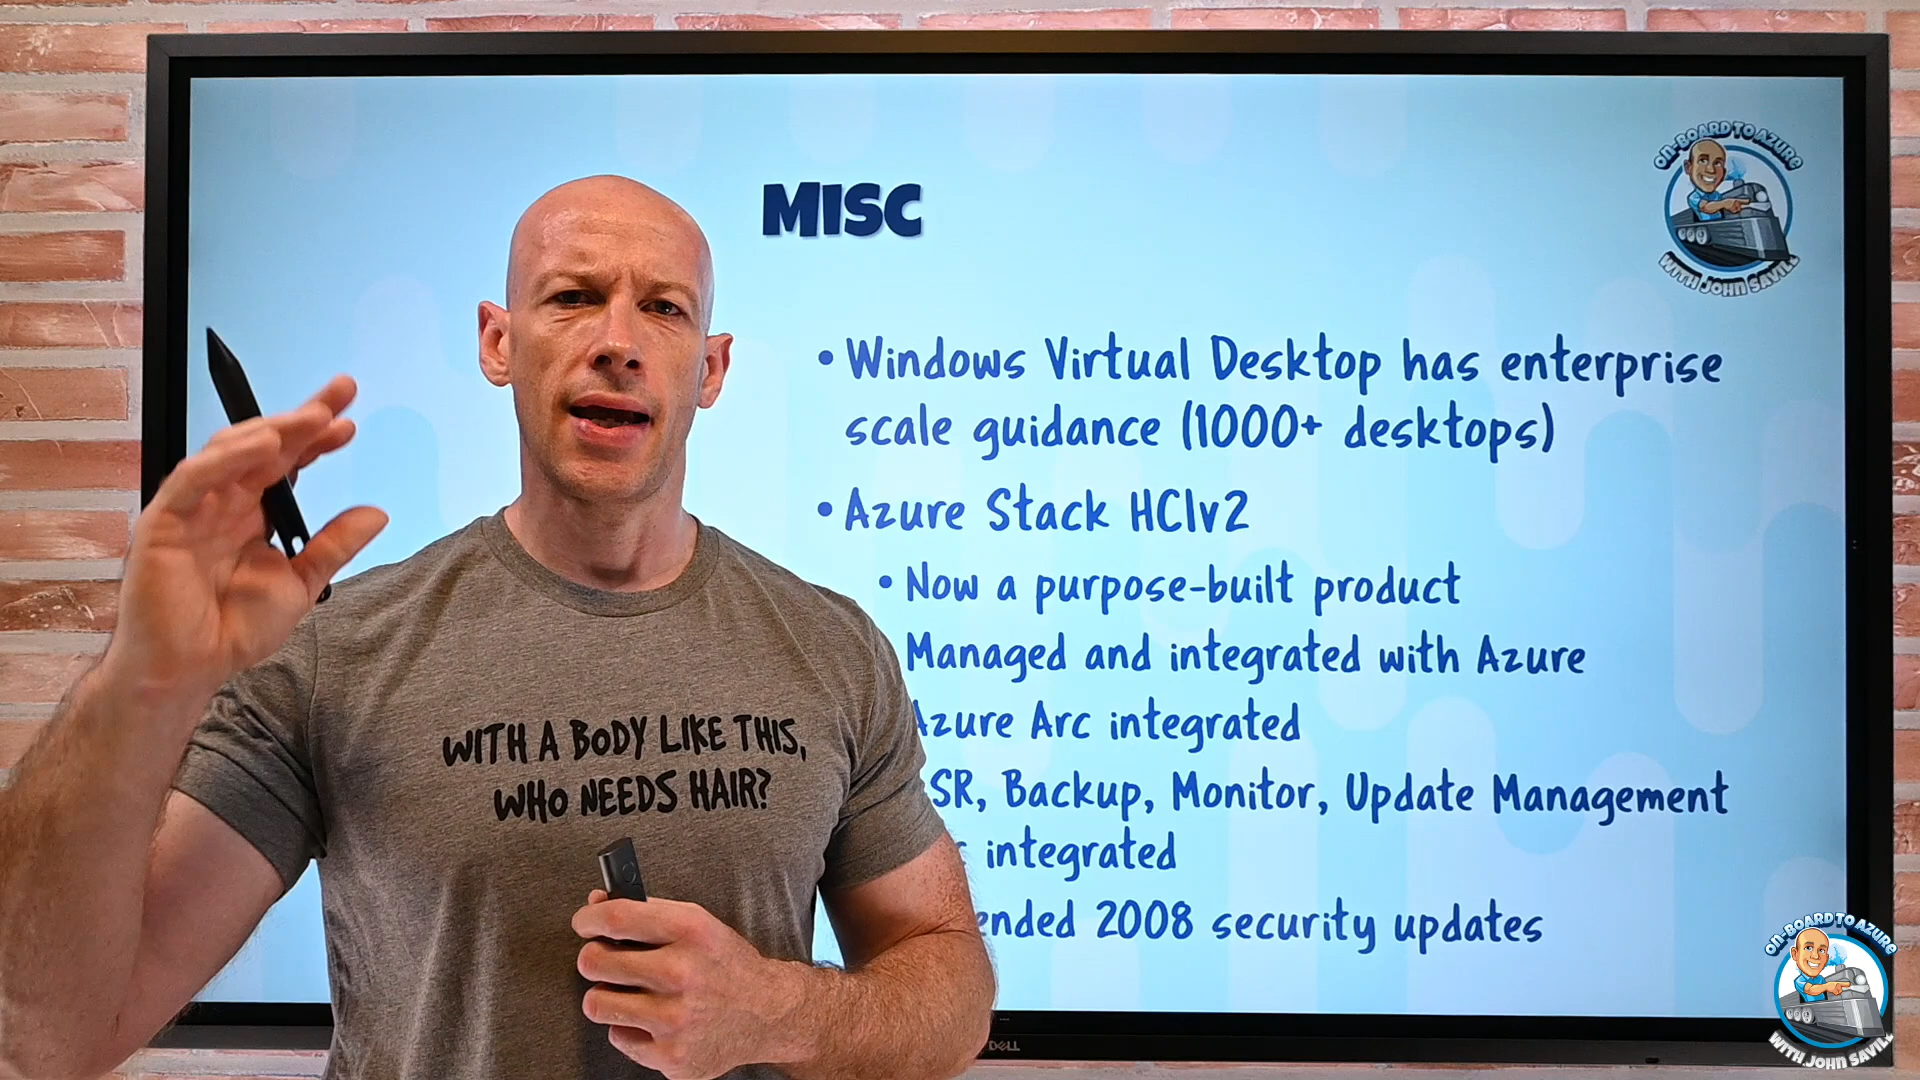 MISC
ON-BOARD TO AZURE
WITH JOHN SAVILL
• Windows Virtual Desktop has enterprise
scale guidance (1000+ desktops)
• Azure Stack HCIv2
• Now a purpose-built product
Managed and integrated with Azure
Azure Arc integrated
SR, Backup, Monitor, Update Management
integrated
ended 2008 security updates
WITH A BODY LIKE THIS,
WHO NEEDS HAIR?
DELL
ON-BOARD TO AZURE
WITH JOHN SAVILL